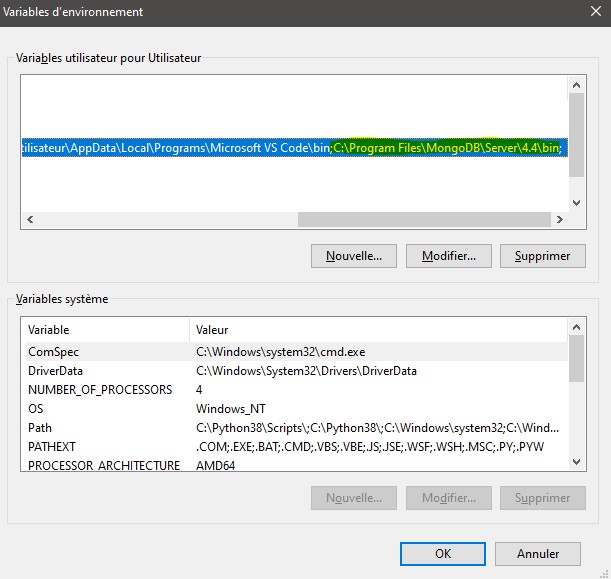 Variables d'environnement
Variables utilisateur pour Utilisateur
tilisateur\AppData\Local\Programs\Microsoft VS Code\bin;C:\Program Files\MongoDB\Server\4.4\bin;
Nouvelle...
Modifier...
Supprimer
Variables système
Variable Valeur
ComSpec C:\Windows\system32\cmd.exe
DriverData C:\Windows\System32\Drivers\DriverData
NUMBER_OF_PROCESSORS 4
OS Windows_NT
Path C:\Python38\Scripts\;C:\Python38\;C:\Windows\system32;C:\Wind...
PATHEXT .COM;.EXE;.BAT;.CMD;.VBS;.VBE;.JS;.JSE;.WSF;.WSH;.MSC;.PY;.PYW
PROCESSOR_ARCHITECTURE AMD64
Nouvelle...
Modifier...
Supprimer
OK
Annuler